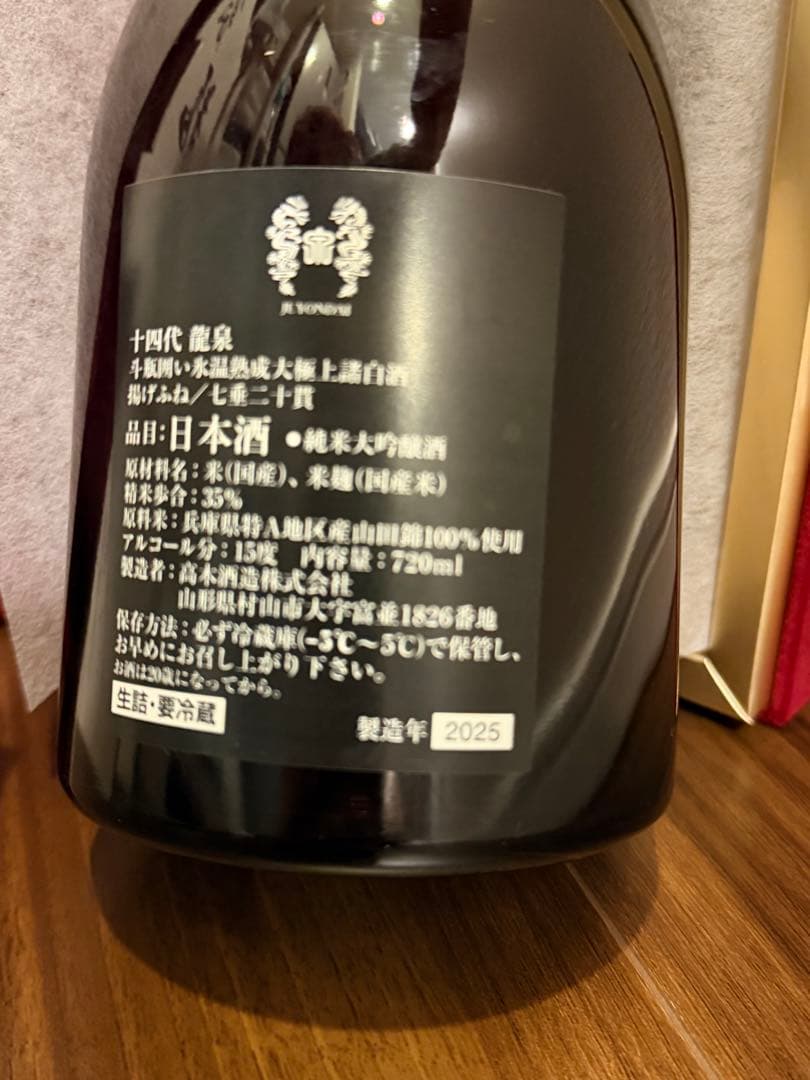 JUYONDAI
十四代 龍泉
斗瓶囲い氷温熟成大極上諸白酒
揚げふね/七垂二十貫
品目:日本酒 ●純米大吟醸酒
原材料名:米(国産)、米麹(国産米)
精米歩合:35%
原料米:兵庫県特A地区産山田錦100%使用
アルコール分:15度 内容量:720ml
製造者:高木酒造株式会社
山形県村山市大字富並1826番地
保存方法:必ず冷蔵庫(-5℃~5℃)で保管し、
お早めにお召し上がり下さい。
お酒は20歳になってから。
生詰・要冷蔵
製造年 2025